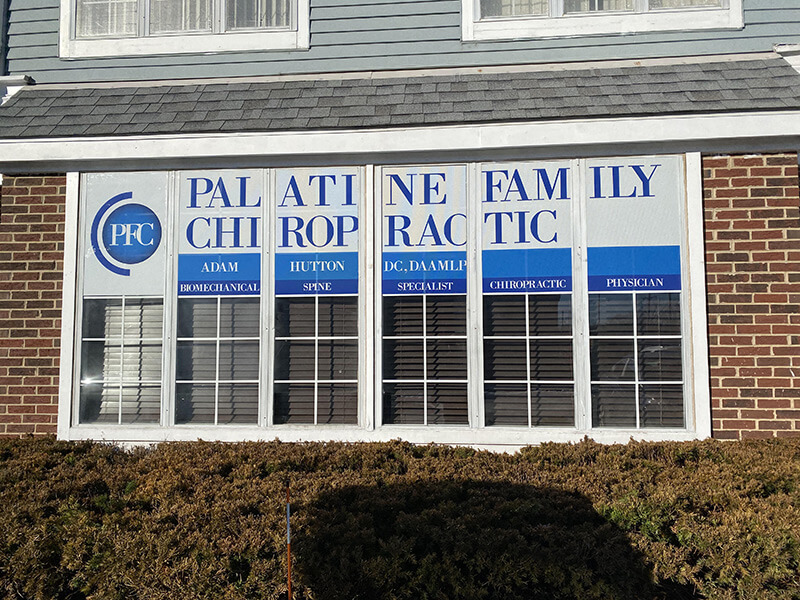 PFC
PALATINE FAMILY
CHIROPRACTIC
ADAM HUTTON DC, DAAMLP
BIOMECHANICAL SPINE SPECIALIST CHIROPRACTIC PHYSICIAN